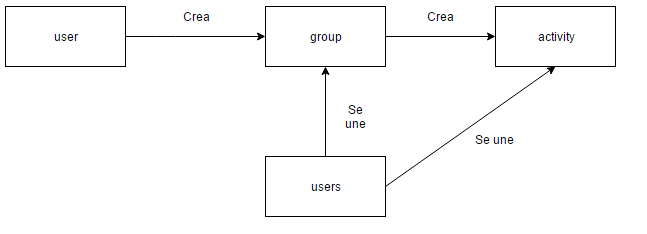 Crea
Crea
user
group
activity
Se
une
Se une
users